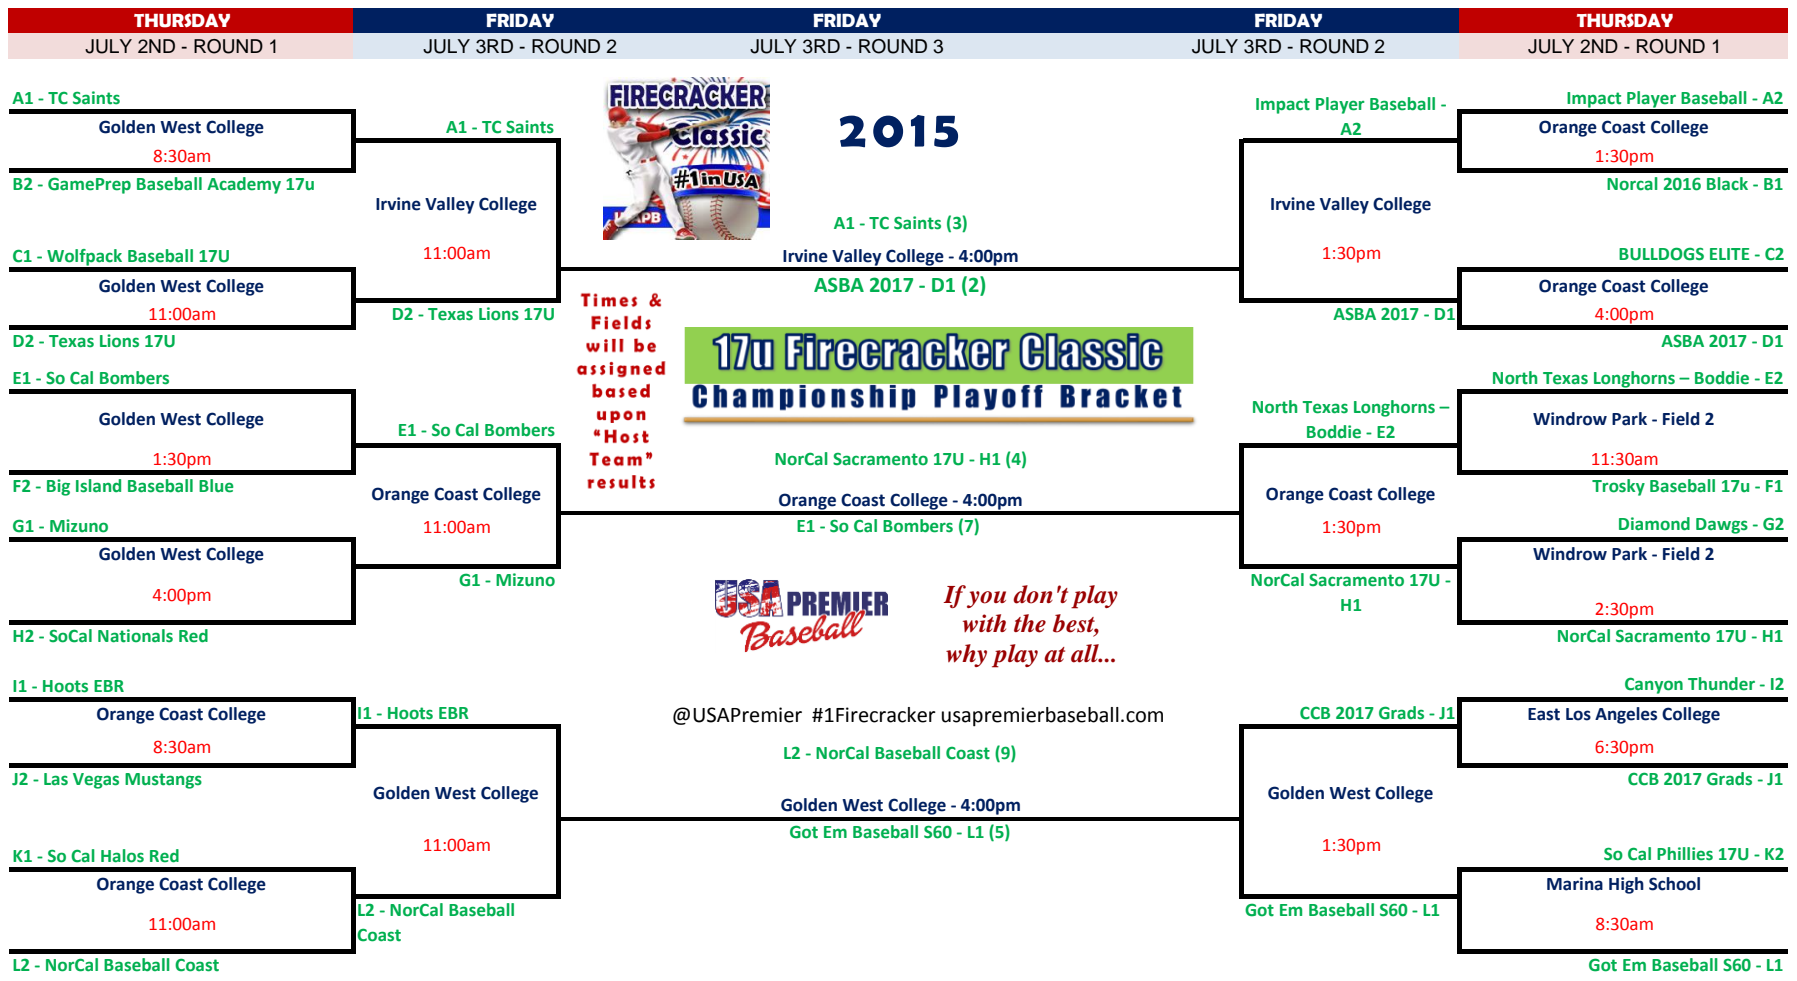 THURSDAY
FRIDAY
FRIDAY
FRIDAY
THURSDAY
JULY 2ND - ROUND 1
JULY 3RD - ROUND 2
JULY 3RD - ROUND 3
JULY 3RD - ROUND 2
JULY 2ND - ROUND 1
A1 - TC Saints
Golden West College
8:30am
B2 - GamePrep Baseball Academy 17u
C1 - Wolfpack Baseball 17U
Golden West College
11:00am
D2 - Texas Lions 17U
E1 - So Cal Bombers
Golden West College
1:30pm
F2 - Big Island Baseball Blue
G1 - Mizuno
Golden West College
4:00pm
H2 - SoCal Nationals Red
I1 - Hoots EBR
Orange Coast College
8:30am
J2 - Las Vegas Mustangs
K1 - So Cal Halos Red
Orange Coast College
11:00am
L2 - NorCal Baseball Coast
A1 - TC Saints
Irvine Valley College
11:00am
D2 - Texas Lions 17U
E1 - So Cal Bombers
Orange Coast College
11:00am
G1 - Mizuno
I1 - Hoots EBR
Golden West College
11:00am
L2 - NorCal Baseball
Coast
FIRECRACKER
Classic
#1 in USA
USAPB
2015
A1 - TC Saints (3)
Irvine Valley College - 4:00pm
ASBA 2017 - D1 (2)
Times &
Fields
will be
assigned
based
upon
“Host
Team”
results
17u Firecracker Classic
Championship Playoff Bracket
NorCal Sacramento 17U - H1 (4)
Orange Coast College - 4:00pm
E1 - So Cal Bombers (7)
USA PREMIER
Baseball
If you don't play
with the best,
why play at all...
@USAPremier #1Firecracker usapremierbaseball.com
L2 - NorCal Baseball Coast (9)
Golden West College - 4:00pm
Got Em Baseball S60 - L1 (5)
Impact Player Baseball -
A2
Irvine Valley College
1:30pm
ASBA 2017 - D1
North Texas Longhorns –
Boddie - E2
Orange Coast College
1:30pm
NorCal Sacramento 17U -
H1
CCB 2017 Grads - J1
Golden West College
1:30pm
Got Em Baseball S60 - L1
Impact Player Baseball - A2
Orange Coast College
1:30pm
Norcal 2016 Black - B1
BULLDOGS ELITE - C2
Orange Coast College
4:00pm
ASBA 2017 - D1
North Texas Longhorns – Boddie - E2
Windrow Park - Field 2
11:30am
Trosky Baseball 17u - F1
Diamond Dawgs - G2
Windrow Park - Field 2
2:30pm
NorCal Sacramento 17U - H1
Canyon Thunder - I2
East Los Angeles College
6:30pm
CCB 2017 Grads - J1
So Cal Phillies 17U - K2
Marina High School
8:30am
Got Em Baseball S60 - L1